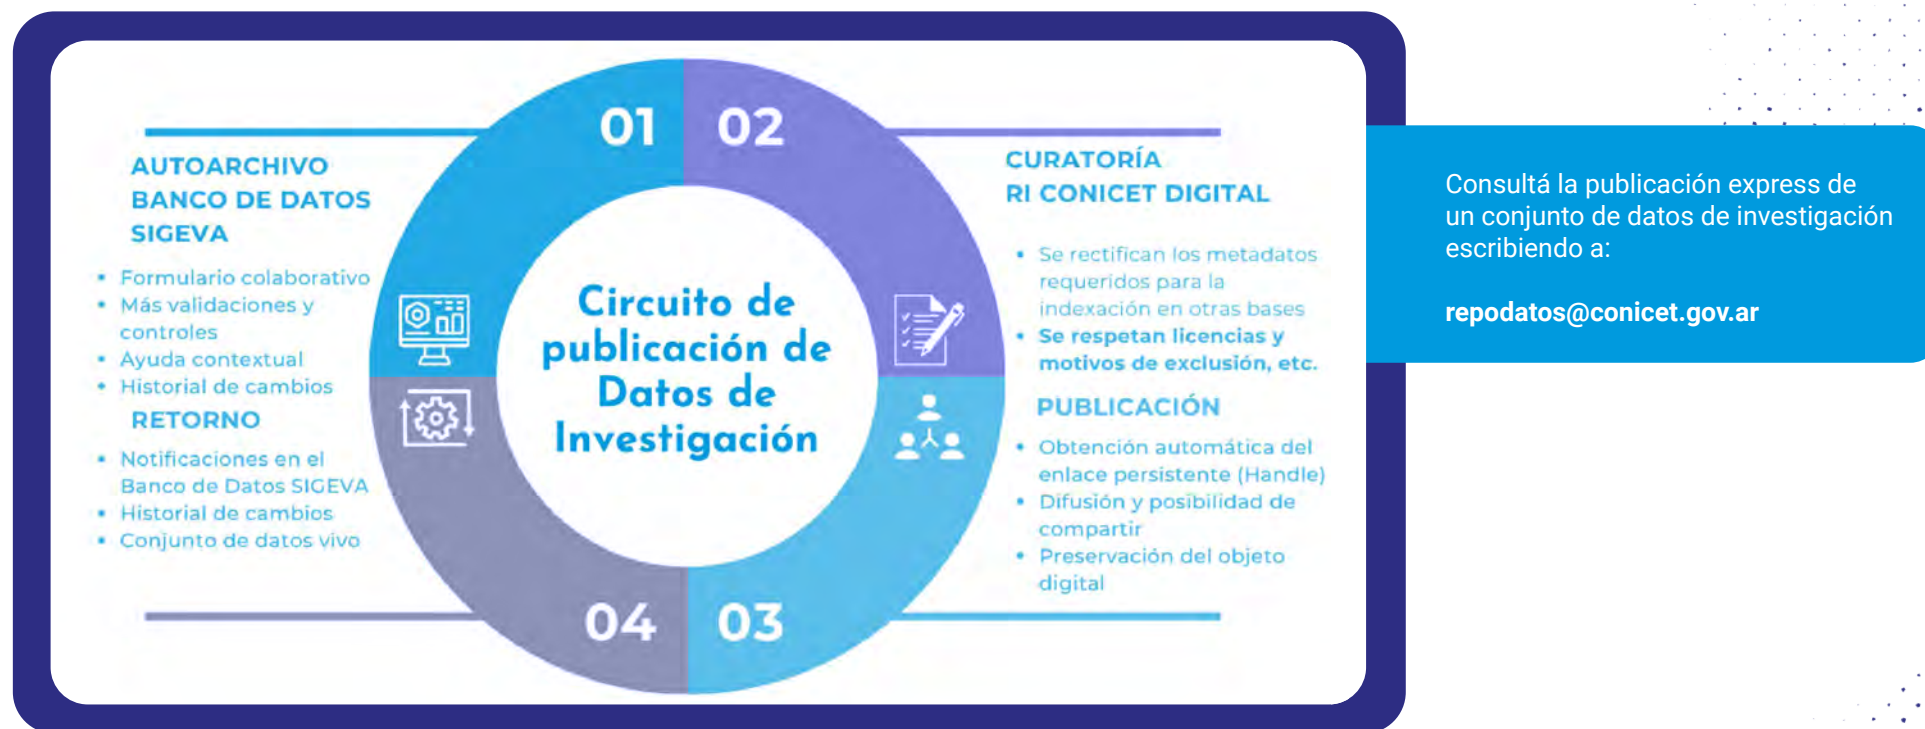 01
02
04
03
Circuito de
publicación de
Datos de
Investigación
AUTOARCHIVO
BANCO DE DATOS
SIGEVA
• Formulario colaborativo
• Más validaciones y
controles
• Ayuda contextual
• Historial de cambios
CURATORÍA
RI CONICET DIGITAL
• Se rectifican los metadatos
requeridos para la
indexación en otras bases
• Se respetan licencias y
motivos de exclusión, etc.
PUBLICACIÓN
• Obtención automática del
enlace persistente (Handle)
• Difusión y posibilidad de
compartir
• Preservación del objeto
digital
RETORNO
• Notificaciones en el
Banco de Datos SIGEVA
• Historial de cambios
• Conjunto de datos vivo
Consultá la publicación express de
un conjunto de datos de investigación
escribiendo a:
repodatos@conicet.gov.ar